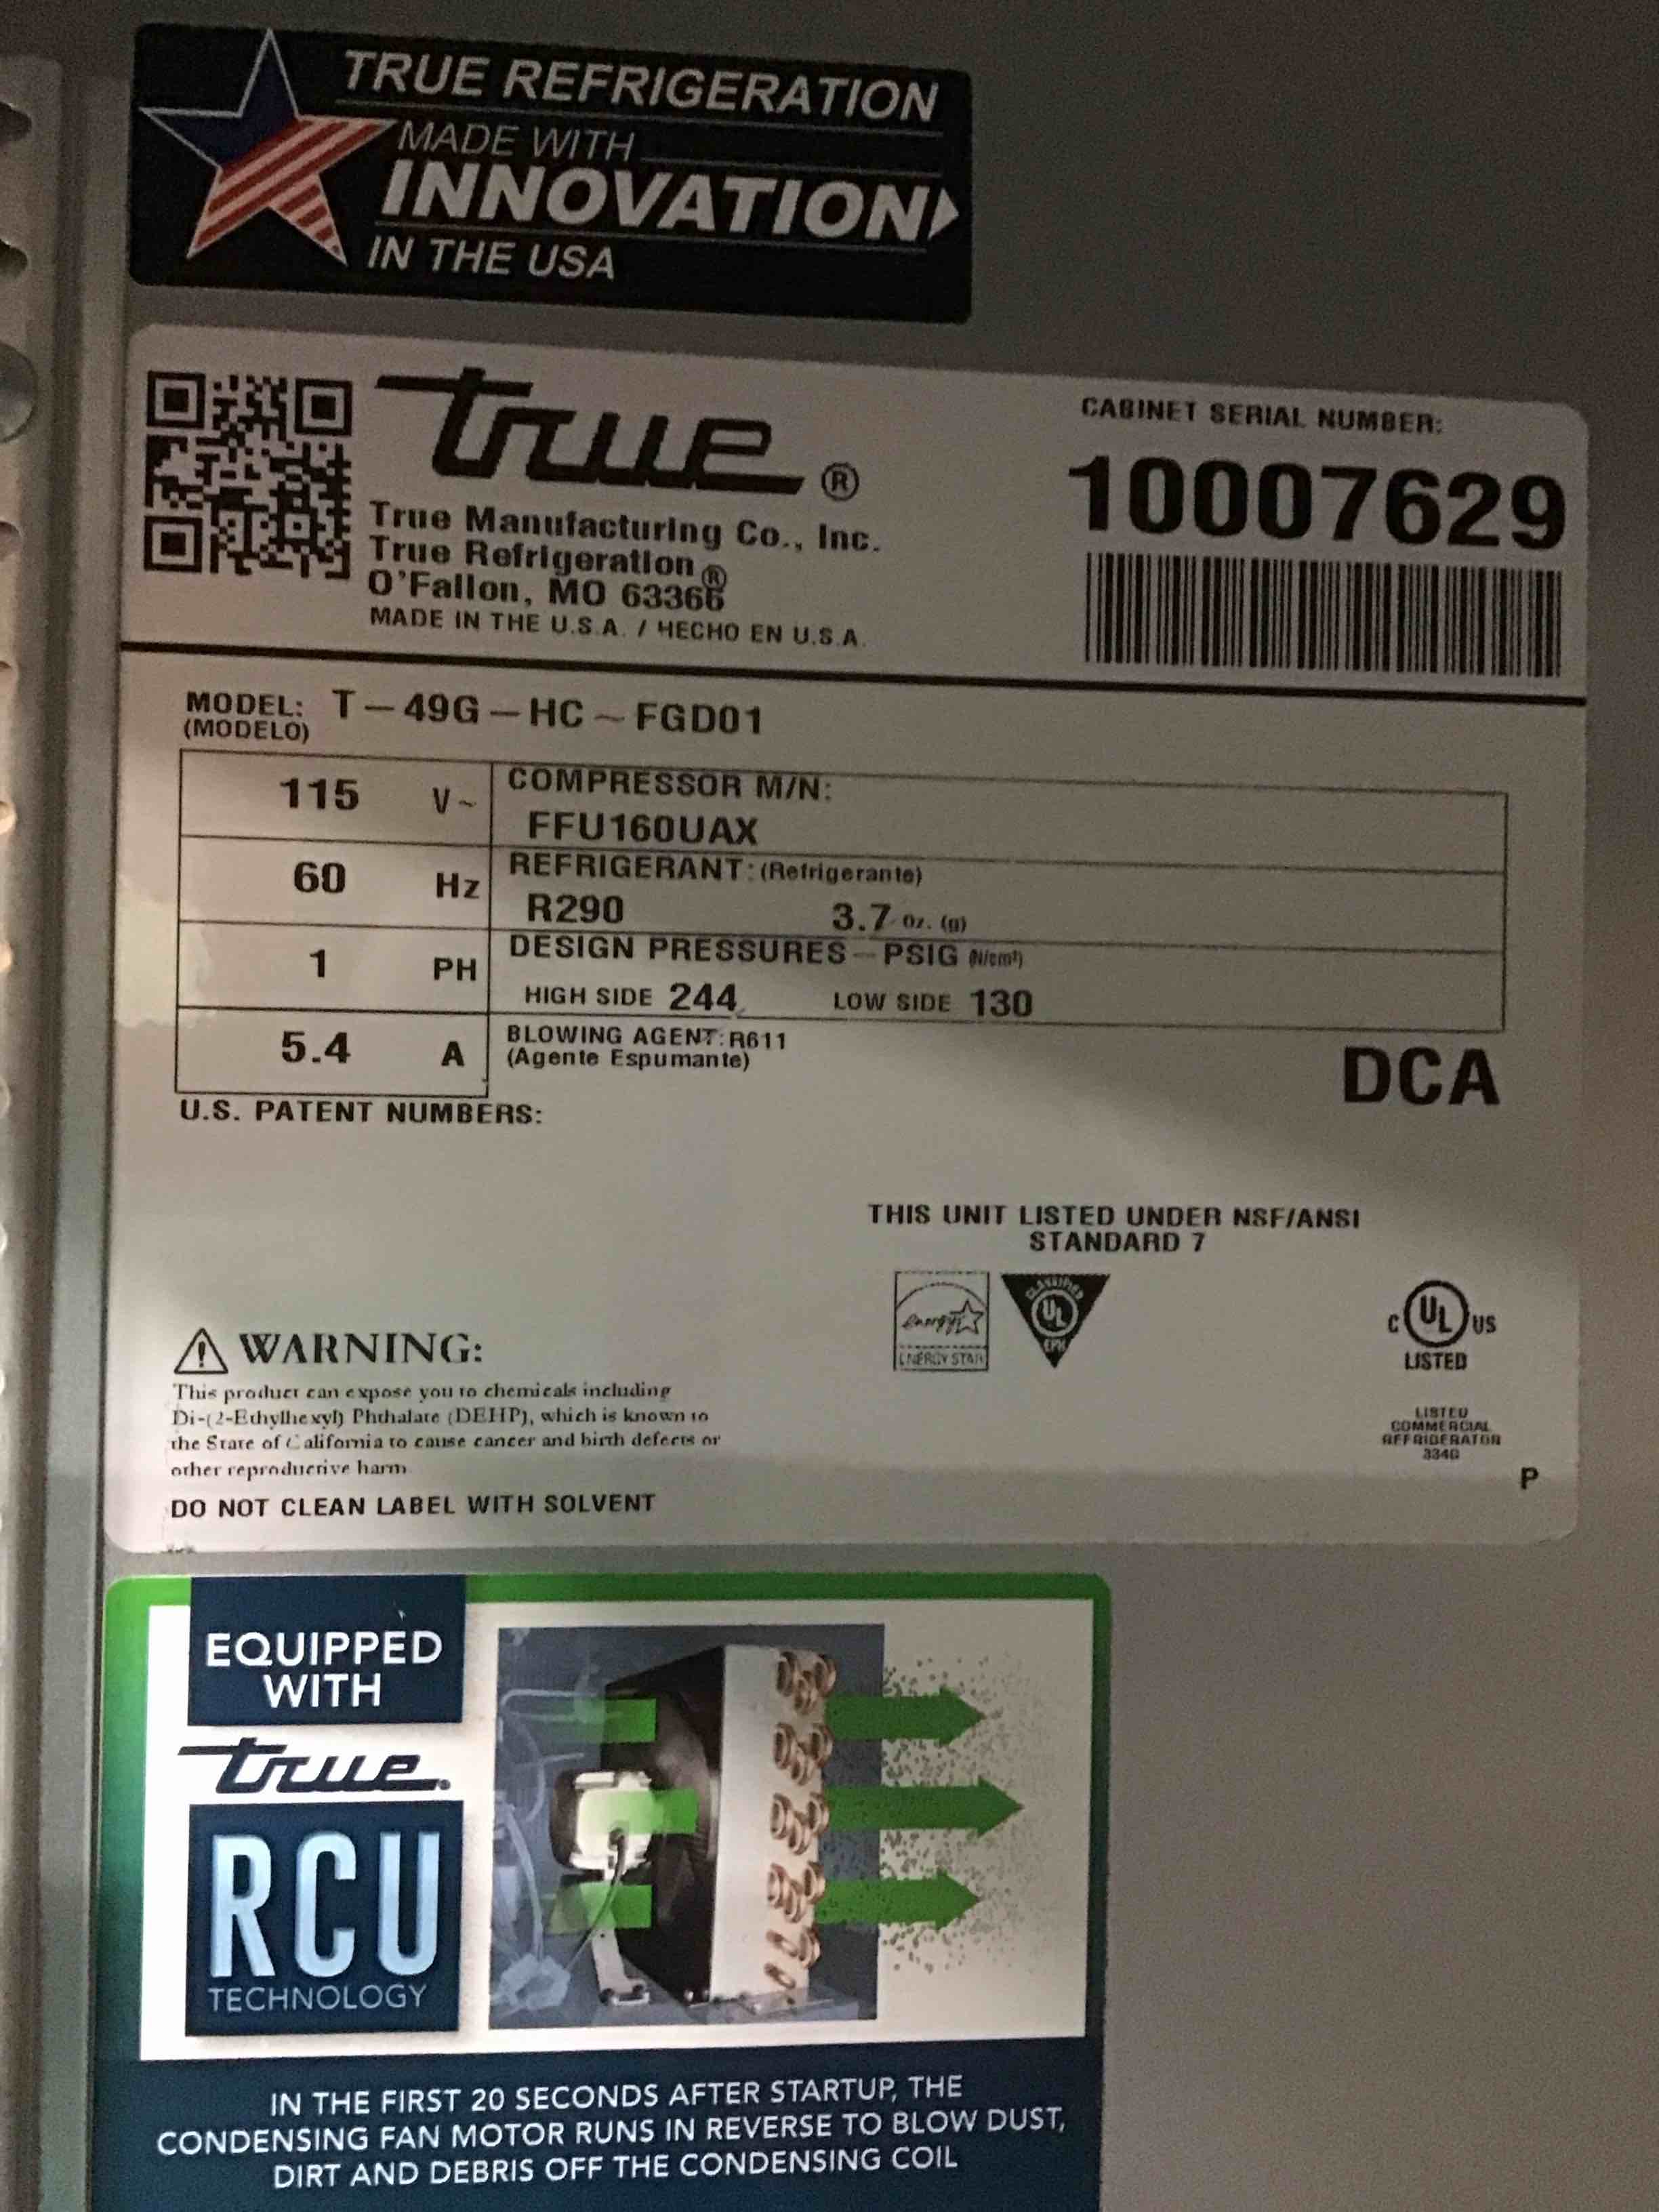 TRUE REFRIGERATION
MADE WITH
INNOVATION
IN THE USA
true®
True Manufacturing Co., Inc.
True Refrigeration®
O'Fallon, MO 63366
MADE IN THE U.S.A. / HECHO EN U.S.A.
CABINET SERIAL NUMBER:
10007629
MODEL: T-49G-HC~FGD01
(MODELO)
115 V~
60 Hz
1 PH
5.4 A
COMPRESSOR M/N:
FFU160UAX
REFRIGERANT: (Refrigerante)
R290 3.7 oz. (g)
DESIGN PRESSURES - PSIG (N/cm²)
HIGH SIDE 244 LOW SIDE 130
BLOWING AGENT: R611
(Agente Espumante)
DCA
U.S. PATENT NUMBERS:
THIS UNIT LISTED UNDER NSF/ANSI
STANDARD 7
energy
ENERGY STAR
CLASSIFIED
UL
EPH
C UL US
LISTED
LISTED
COMMERCIAL
REFRIGERATOR
P
WARNING:
This product can expose you to chemicals including
Di-(2-Ethylhexyl) Phthalate (DEHP), which is known to
the State of California to cause cancer and birth defects or
other reproductive harm
DO NOT CLEAN LABEL WITH SOLVENT
EQUIPPED
WITH
true.
RCU
TECHNOLOGY
IN THE FIRST 20 SECONDS AFTER STARTUP, THE
CONDENSING FAN MOTOR RUNS IN REVERSE TO BLOW DUST,
DIRT AND DEBRIS OFF THE CONDENSING COIL